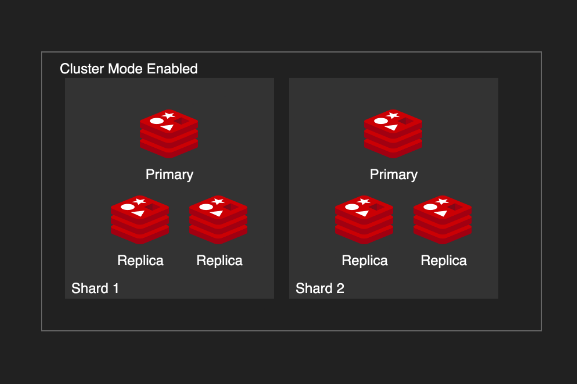 Cluster Mode Enabled
Primary
Replica
Replica
Shard 1
Primary
Replica
Replica
Shard 2